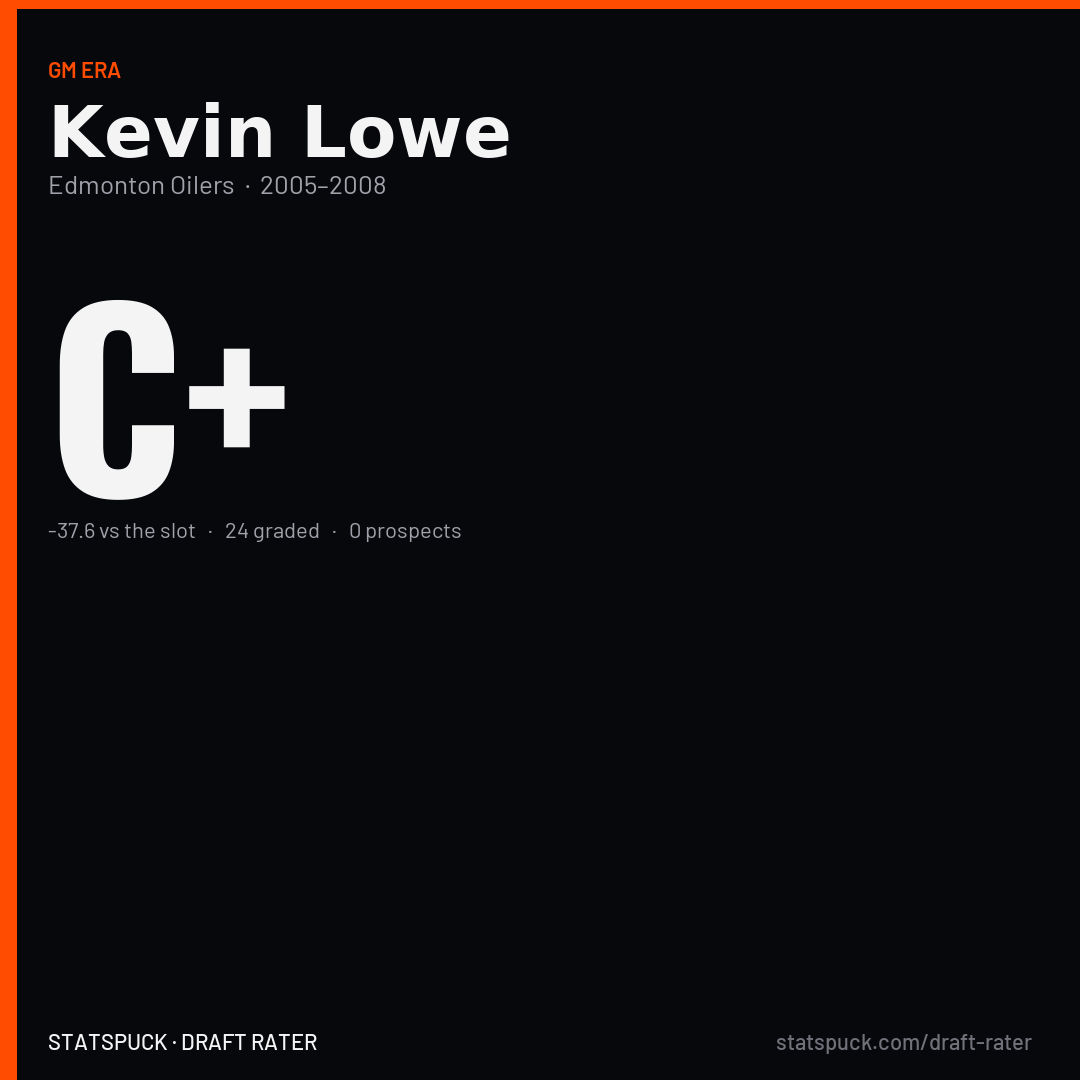 GM ERA
Kevin Lowe
Edmonton Oilers · 2005–2008
C+
-37.6 vs the slot · 24 graded · 0 prospects
STATSPUCK · DRAFT RATER
statspuck.com/draft-rater